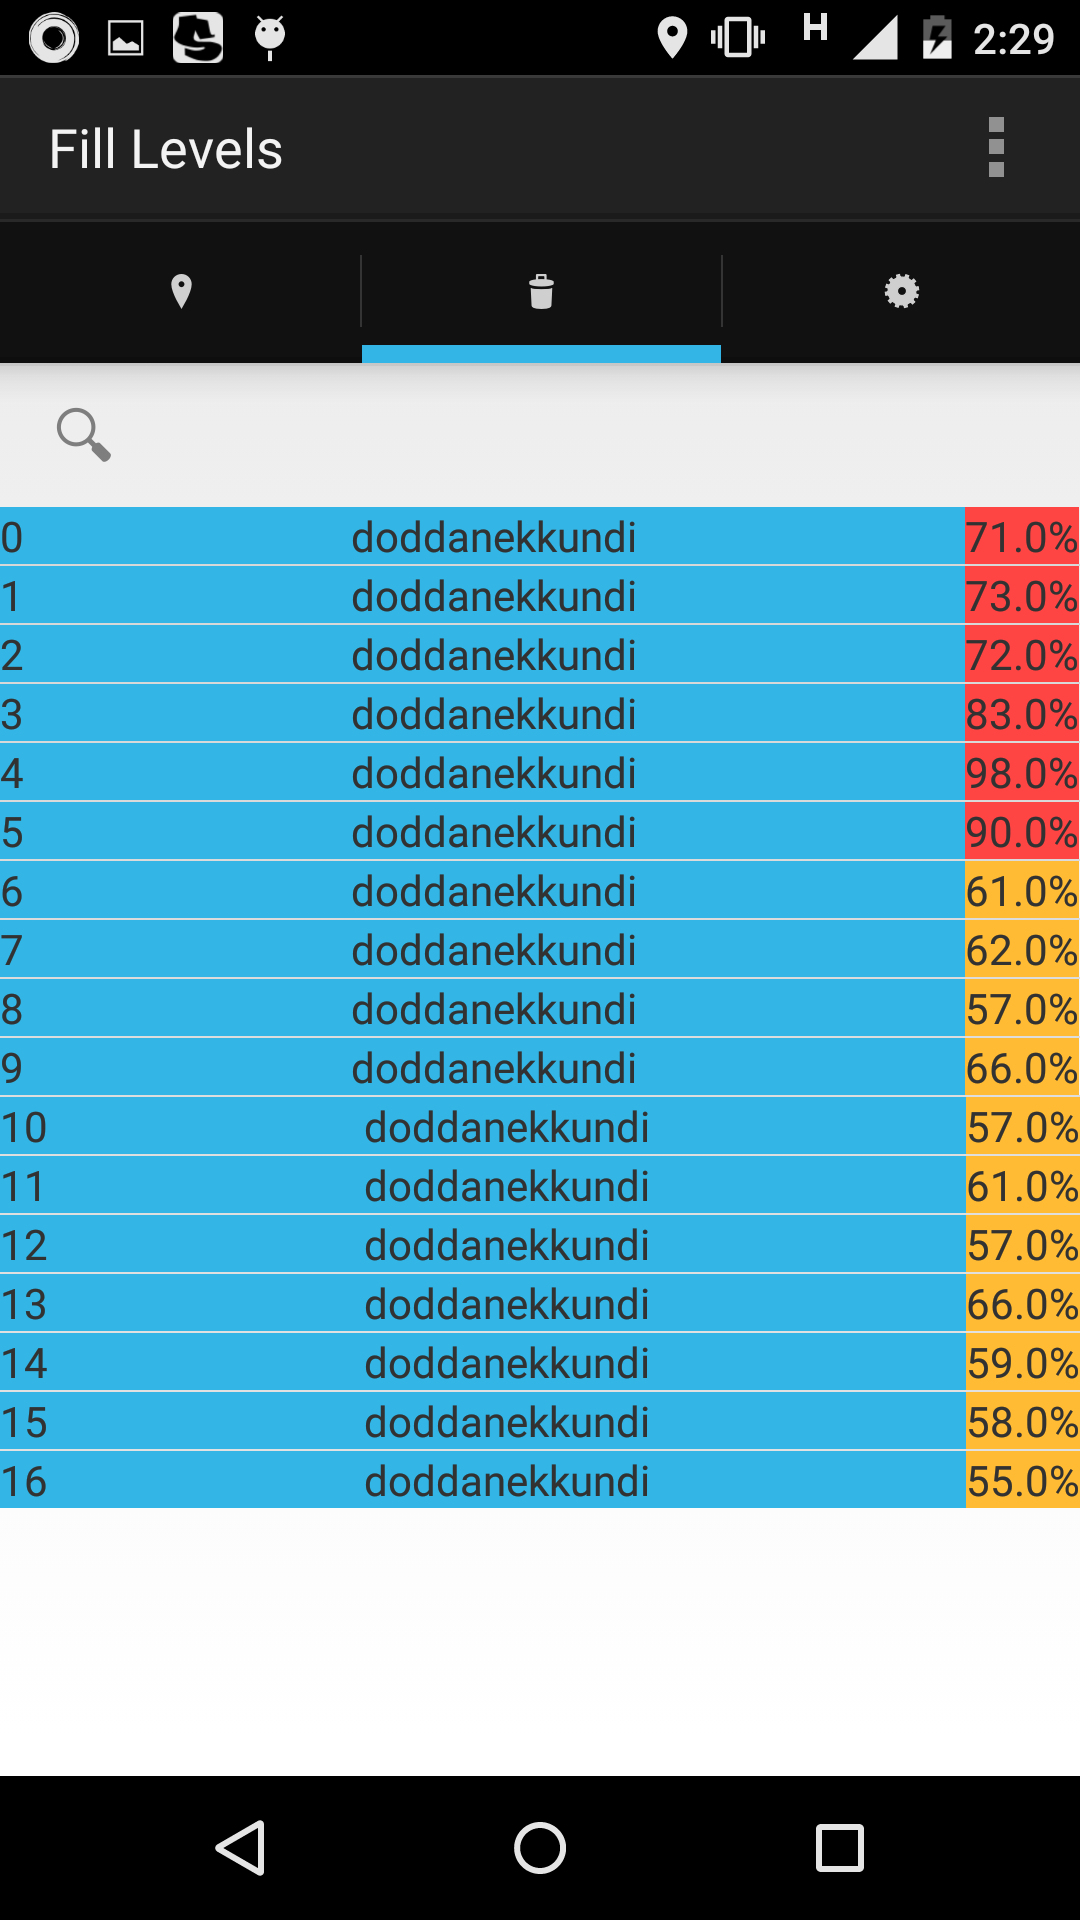 H 2:29
Fill Levels
0 doddanekkundi 71.0%
1 doddanekkundi 73.0%
2 doddanekkundi 72.0%
3 doddanekkundi 83.0%
4 doddanekkundi 98.0%
5 doddanekkundi 90.0%
6 doddanekkundi 61.0%
7 doddanekkundi 62.0%
8 doddanekkundi 57.0%
9 doddanekkundi 66.0%
10 doddanekkundi 57.0%
11 doddanekkundi 61.0%
12 doddanekkundi 57.0%
13 doddanekkundi 66.0%
14 doddanekkundi 59.0%
15 doddanekkundi 58.0%
16 doddanekkundi 55.0%